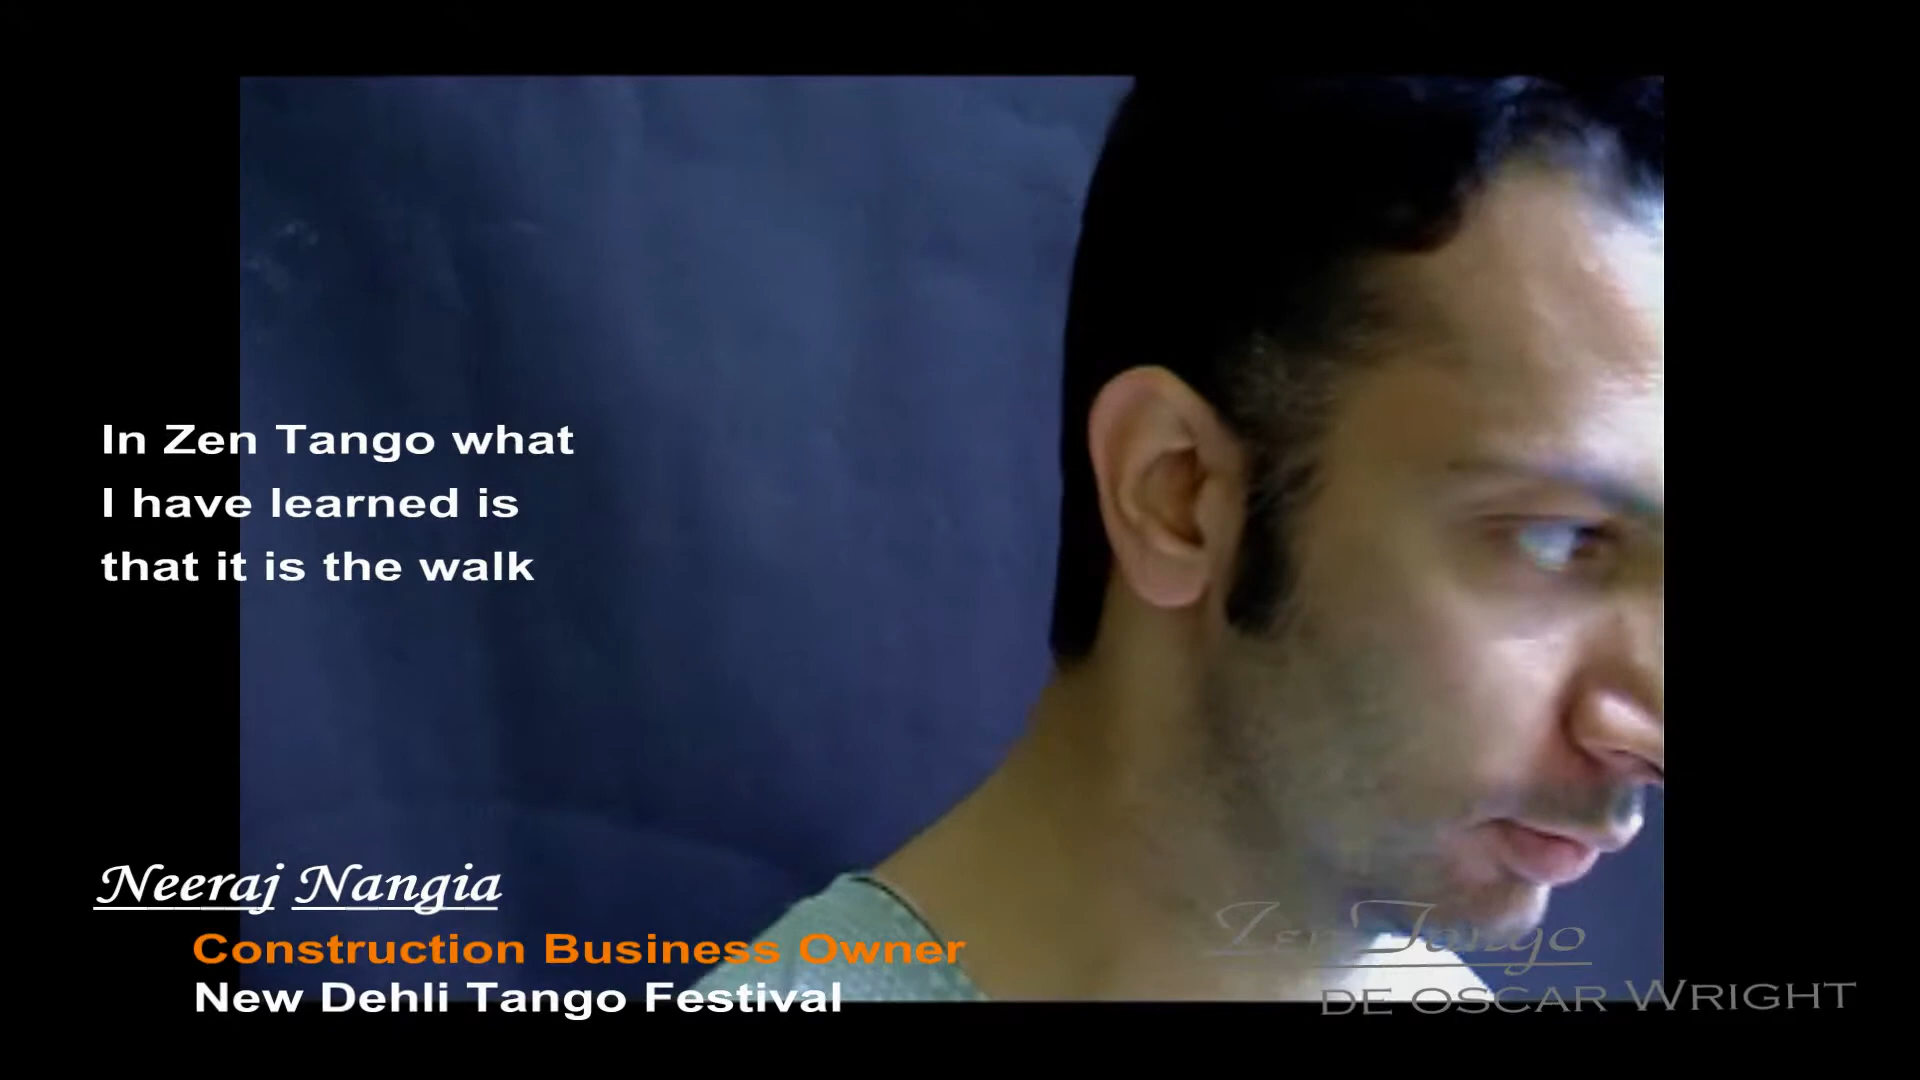 In Zen Tango what
I have learned is
that it is the walk
Neeraj Nangia
Construction Business Owner
New Dehli Tango Festival
Zen Tango
DE OSCAR WRIGHT